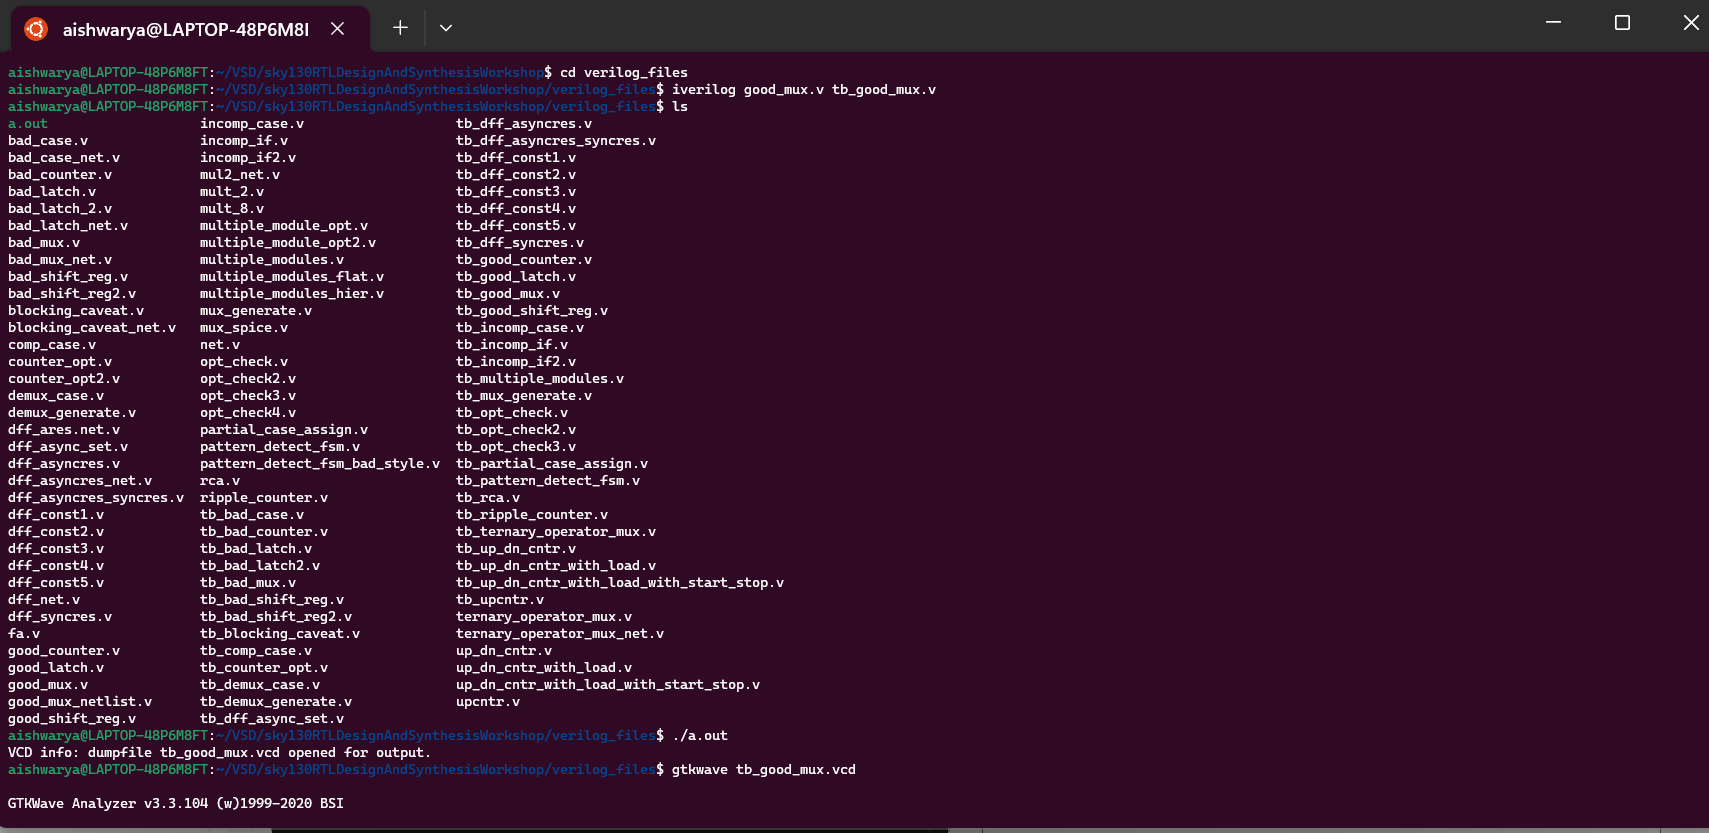 aishwarya@LAPTOP-48P6M8I
aishwarya@LAPTOP-48P6M8FT:~/VSD/sky130RTLDesignAndSynthesisWorkshop$ cd verilog_files
aishwarya@LAPTOP-48P6M8FT:~/VSD/sky130RTLDesignAndSynthesisWorkshop/verilog_files$ iverilog good_mux.v tb_good_mux.v
aishwarya@LAPTOP-48P6M8FT:~/VSD/sky130RTLDesignAndSynthesisWorkshop/verilog_files$ ls
a.out incomp_case.v tb_dff_asyncres.v
bad_case.v incomp_if.v tb_dff_asyncres_syncres.v
bad_case_net.v incomp_if2.v tb_dff_const1.v
bad_counter.v mul2_net.v tb_dff_const2.v
bad_latch.v mult_2.v tb_dff_const3.v
bad_latch_2.v mult_8.v tb_dff_const4.v
bad_latch_net.v multiple_module_opt.v tb_dff_const5.v
bad_mux.v multiple_module_opt2.v tb_dff_syncres.v
bad_mux_net.v multiple_modules.v tb_good_counter.v
bad_shift_reg.v multiple_modules_flat.v tb_good_latch.v
bad_shift_reg2.v multiple_modules_hier.v tb_good_mux.v
blocking_caveat.v mux_generate.v tb_good_shift_reg.v
blocking_caveat_net.v mux_spice.v tb_incomp_case.v
comp_case.v net.v tb_incomp_if.v
counter_opt.v opt_check.v tb_incomp_if2.v
counter_opt2.v opt_check2.v tb_multiple_modules.v
demux_case.v opt_check3.v tb_mux_generate.v
demux_generate.v opt_check4.v tb_opt_check.v
dff_ares.net.v partial_case_assign.v tb_opt_check2.v
dff_async_set.v pattern_detect_fsm.v tb_opt_check3.v
dff_asyncres.v pattern_detect_fsm_bad_style.v tb_partial_case_assign.v
dff_asyncres_net.v rca.v tb_pattern_detect_fsm.v
dff_asyncres_syncres.v ripple_counter.v tb_rca.v
dff_const1.v tb_bad_case.v tb_ripple_counter.v
dff_const2.v tb_bad_counter.v tb_ternary_operator_mux.v
dff_const3.v tb_bad_latch.v tb_up_dn_cntr.v
dff_const4.v tb_bad_latch2.v tb_up_dn_cntr_with_load.v
dff_const5.v tb_bad_mux.v tb_up_dn_cntr_with_load_with_start_stop.v
dff_net.v tb_bad_shift_reg.v tb_upcntr.v
dff_syncres.v tb_bad_shift_reg2.v ternary_operator_mux.v
fa.v tb_blocking_caveat.v ternary_operator_mux_net.v
good_counter.v tb_comp_case.v up_dn_cntr.v
good_latch.v tb_counter_opt.v up_dn_cntr_with_load.v
good_mux.v tb_demux_case.v up_dn_cntr_with_load_with_start_stop.v
good_mux_netlist.v tb_demux_generate.v upcntr.v
good_shift_reg.v tb_dff_async_set.v
aishwarya@LAPTOP-48P6M8FT:~/VSD/sky130RTLDesignAndSynthesisWorkshop/verilog_files$ ./a.out
VCD info: dumpfile tb_good_mux.vcd opened for output.
aishwarya@LAPTOP-48P6M8FT:~/VSD/sky130RTLDesignAndSynthesisWorkshop/verilog_files$ gtkwave tb_good_mux.vcd
GTKWave Analyzer v3.3.104 (w)1999-2020 BSI